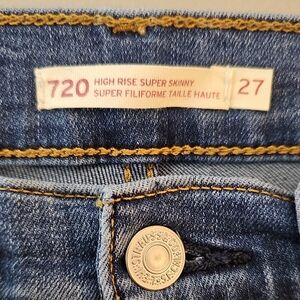 720 HIGH RISE SUPER SKINNY
SUPER FILIFORME TAILLE HAUTE
27